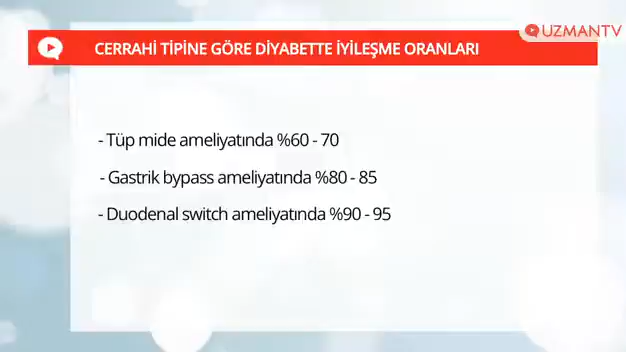 UZMANTV
CERRAHİ TİPİNE GÖRE DİYABETTE İYİLEŞME ORANLARI
- Tüp mide ameliyatında %60 - 70
- Gastrik bypass ameliyatında %80 - 85
- Duodenal switch ameliyatında %90 - 95